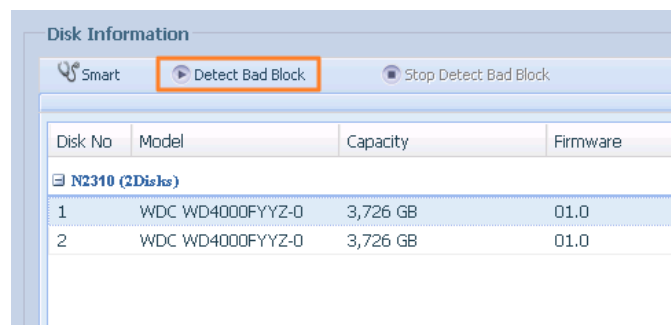 Disk Information
Smart Detect Bad Block Stop Detect Bad Block
Disk No Model Capacity Firmware
N2310 (2Disks)
1 WDC WD4000FYYZ-0 3,726 GB 01.0
2 WDC WD4000FYYZ-0 3,726 GB 01.0